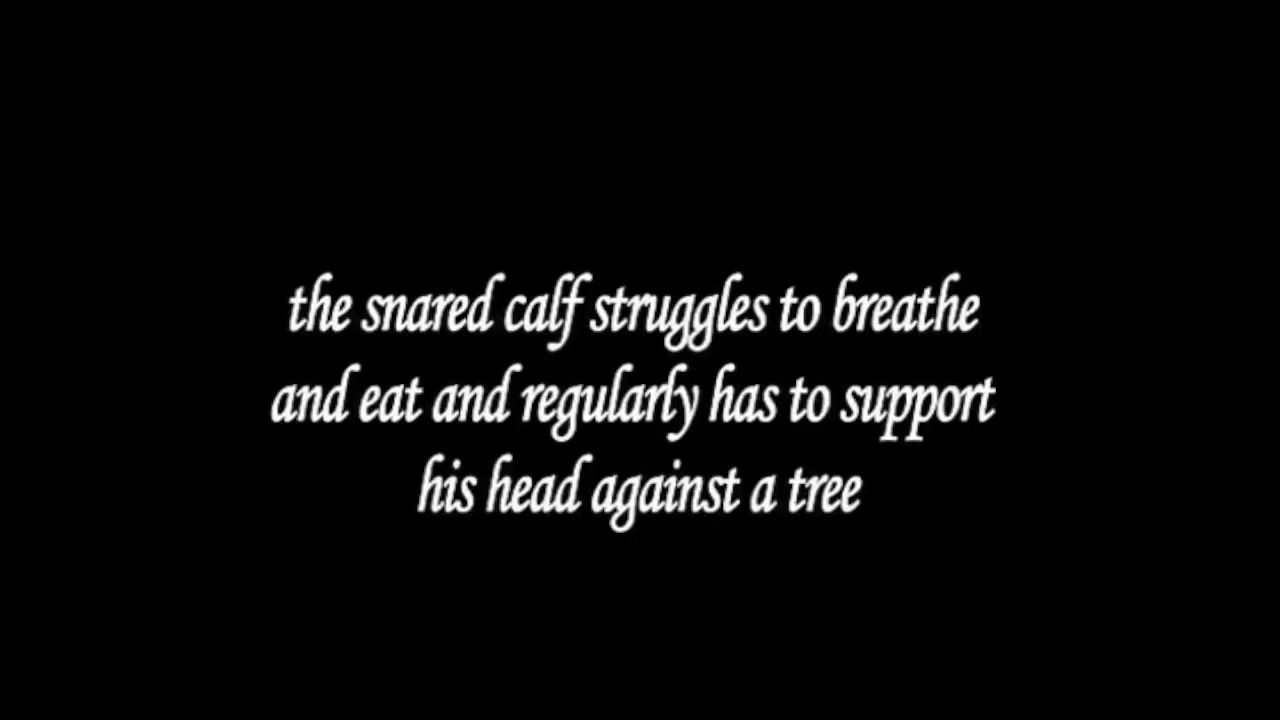 the snared calf struggles to breathe
and eat and regularly has to support
his head against a tree